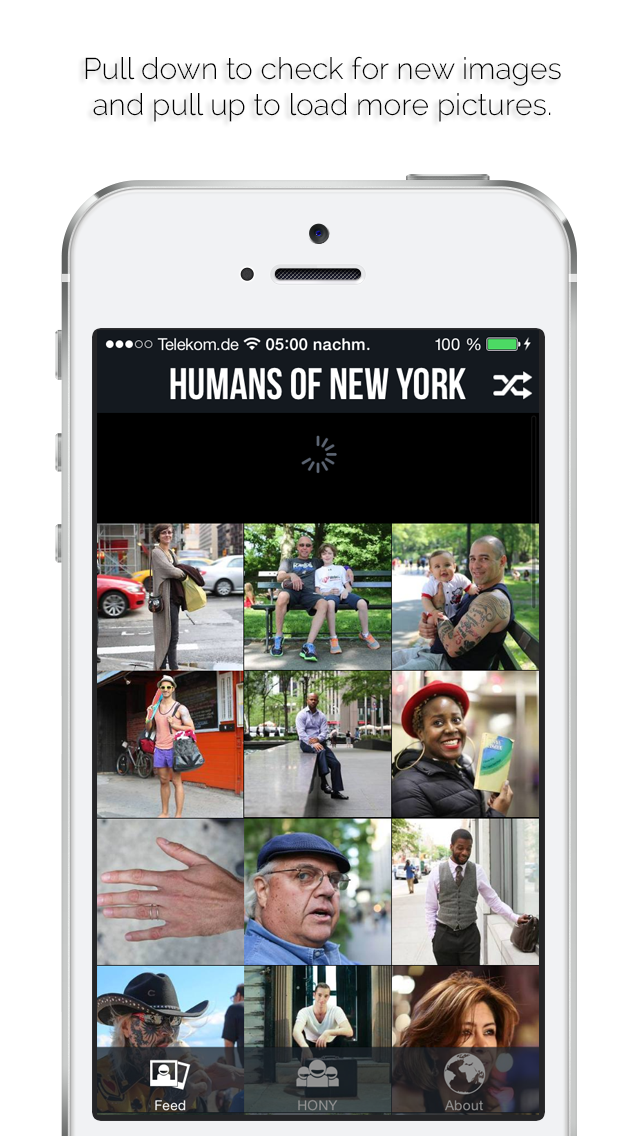 Pull down to check for new images
and pull up to load more pictures.
Telekom.de 05:00 nachm. 100 %
HUMANS OF NEW YORK
Feed HONY About